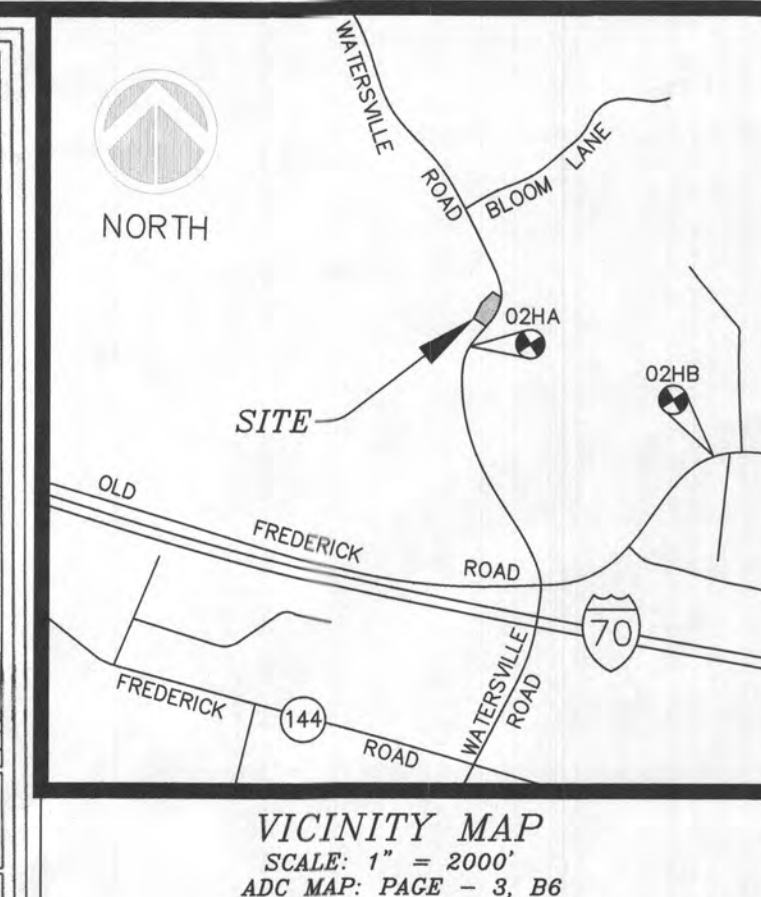 WATERSVILLE
ROAD
BLOOM LANE
NORTH
02HA
02HB
SITE
OLD
FREDERICK
ROAD
70
WATERSVILLE
ROAD
FREDERICK
144
ROAD
VICINITY MAP
SCALE: 1" = 2000'
ADC MAP: PAGE - 3, B6